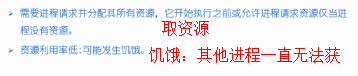 需要进程请求并分配其所有资源,它开始执行之前或允许进程请求资源仅当进
程没有资源。
取资源
资源利用率低;可能发生饥饿。
饥饿:其他进程一直无法获